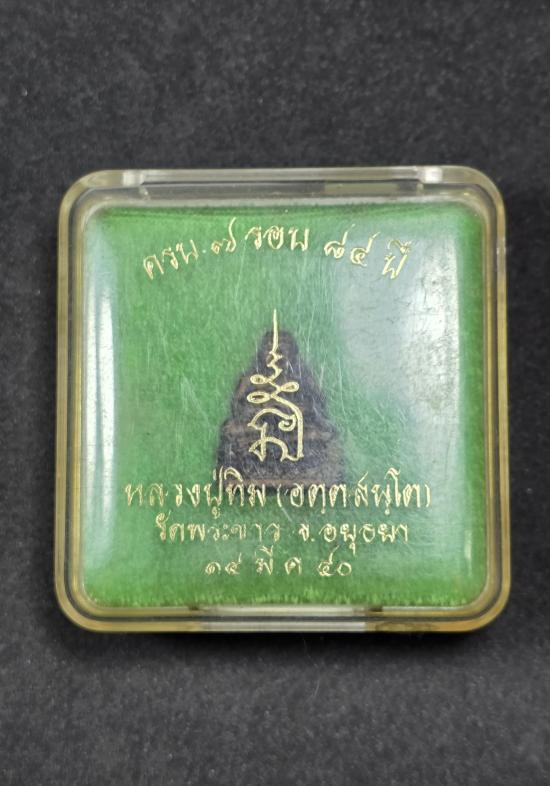 ครบ ๗ รอบ ๘๔ ปี
หลวงปู่ทิม (อตฺตสนฺโต)
วัดพระขาว จ.อยุธยา
๑๔ มี ค ๔๐